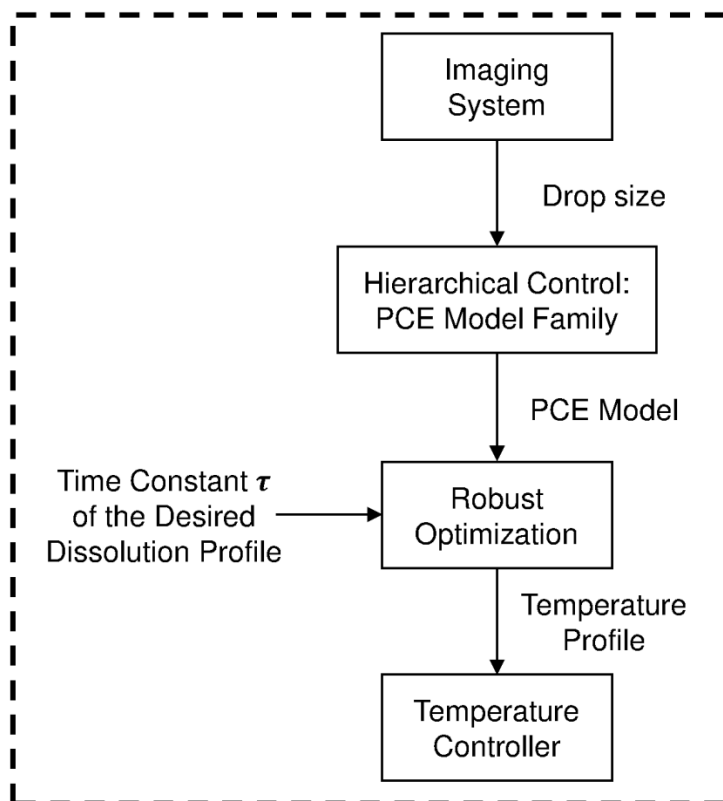 Imaging
System
Drop size
Hierarchical Control:
PCE Model Family
PCE Model
Time Constant τ
of the Desired
Dissolution Profile
Robust
Optimization
Temperature
Profile
Temperature
Controller